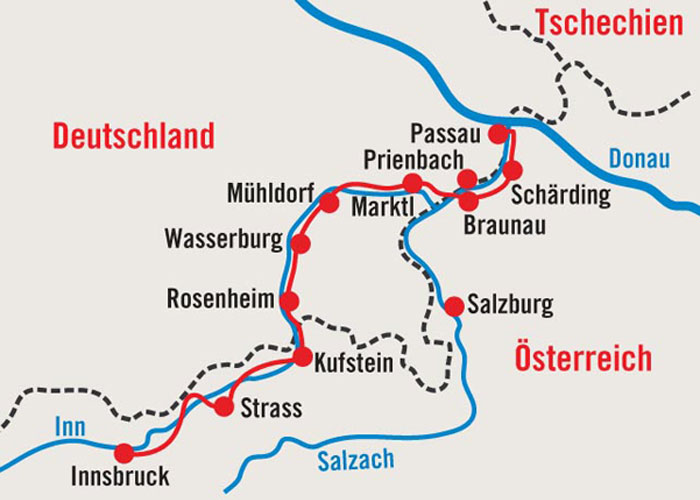 Tschechien
Deutschland
Passau
Prienbach
Donau
Mühldorf
Marktl
Schärding
Braunau
Wasserburg
Rosenheim
Salzburg
Kufstein
Österreich
Strass
Inn
Innsbruck
Salzach